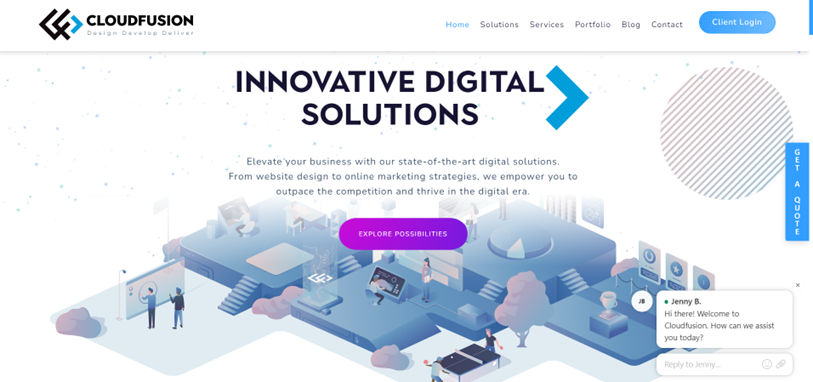 CLOUDFUSION
Design Develop Deliver
Home Solutions Services Portfolio Blog Contact Client Login
INNOVATIVE DIGITAL
SOLUTIONS
Elevate your business with our state-of-the-art digital solutions.
From website design to online marketing strategies, we empower you to
outpace the competition and thrive in the digital era.
EXPLORE POSSIBILITIES
GET A QUOTE
JB
Jenny B.
Hi there! Welcome to
Cloudfusion. How can we assist
you today?
Reply to Jenny...